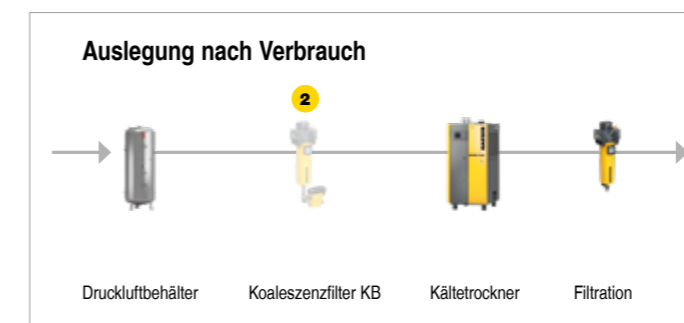 Auslegung nach Verbrauch
2
Druckluftbehälter
Koaleszenzfilter KB
Kältetrockner
Filtration